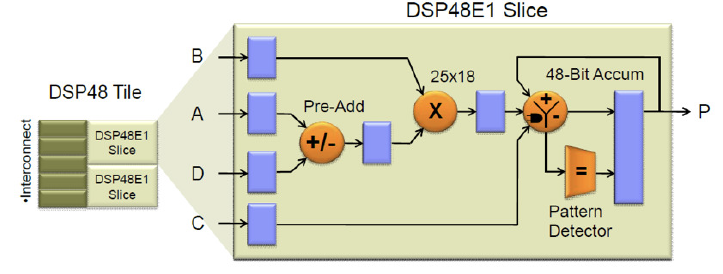 DSP48E1 Slice
B
25x18
48-Bit Accum
DSP48 Tile
A
Pre-Add
X
+
-
P
•Interconnect
DSP48E1
Slice
+/-
DSP48E1
Slice
D
=
C
Pattern
Detector